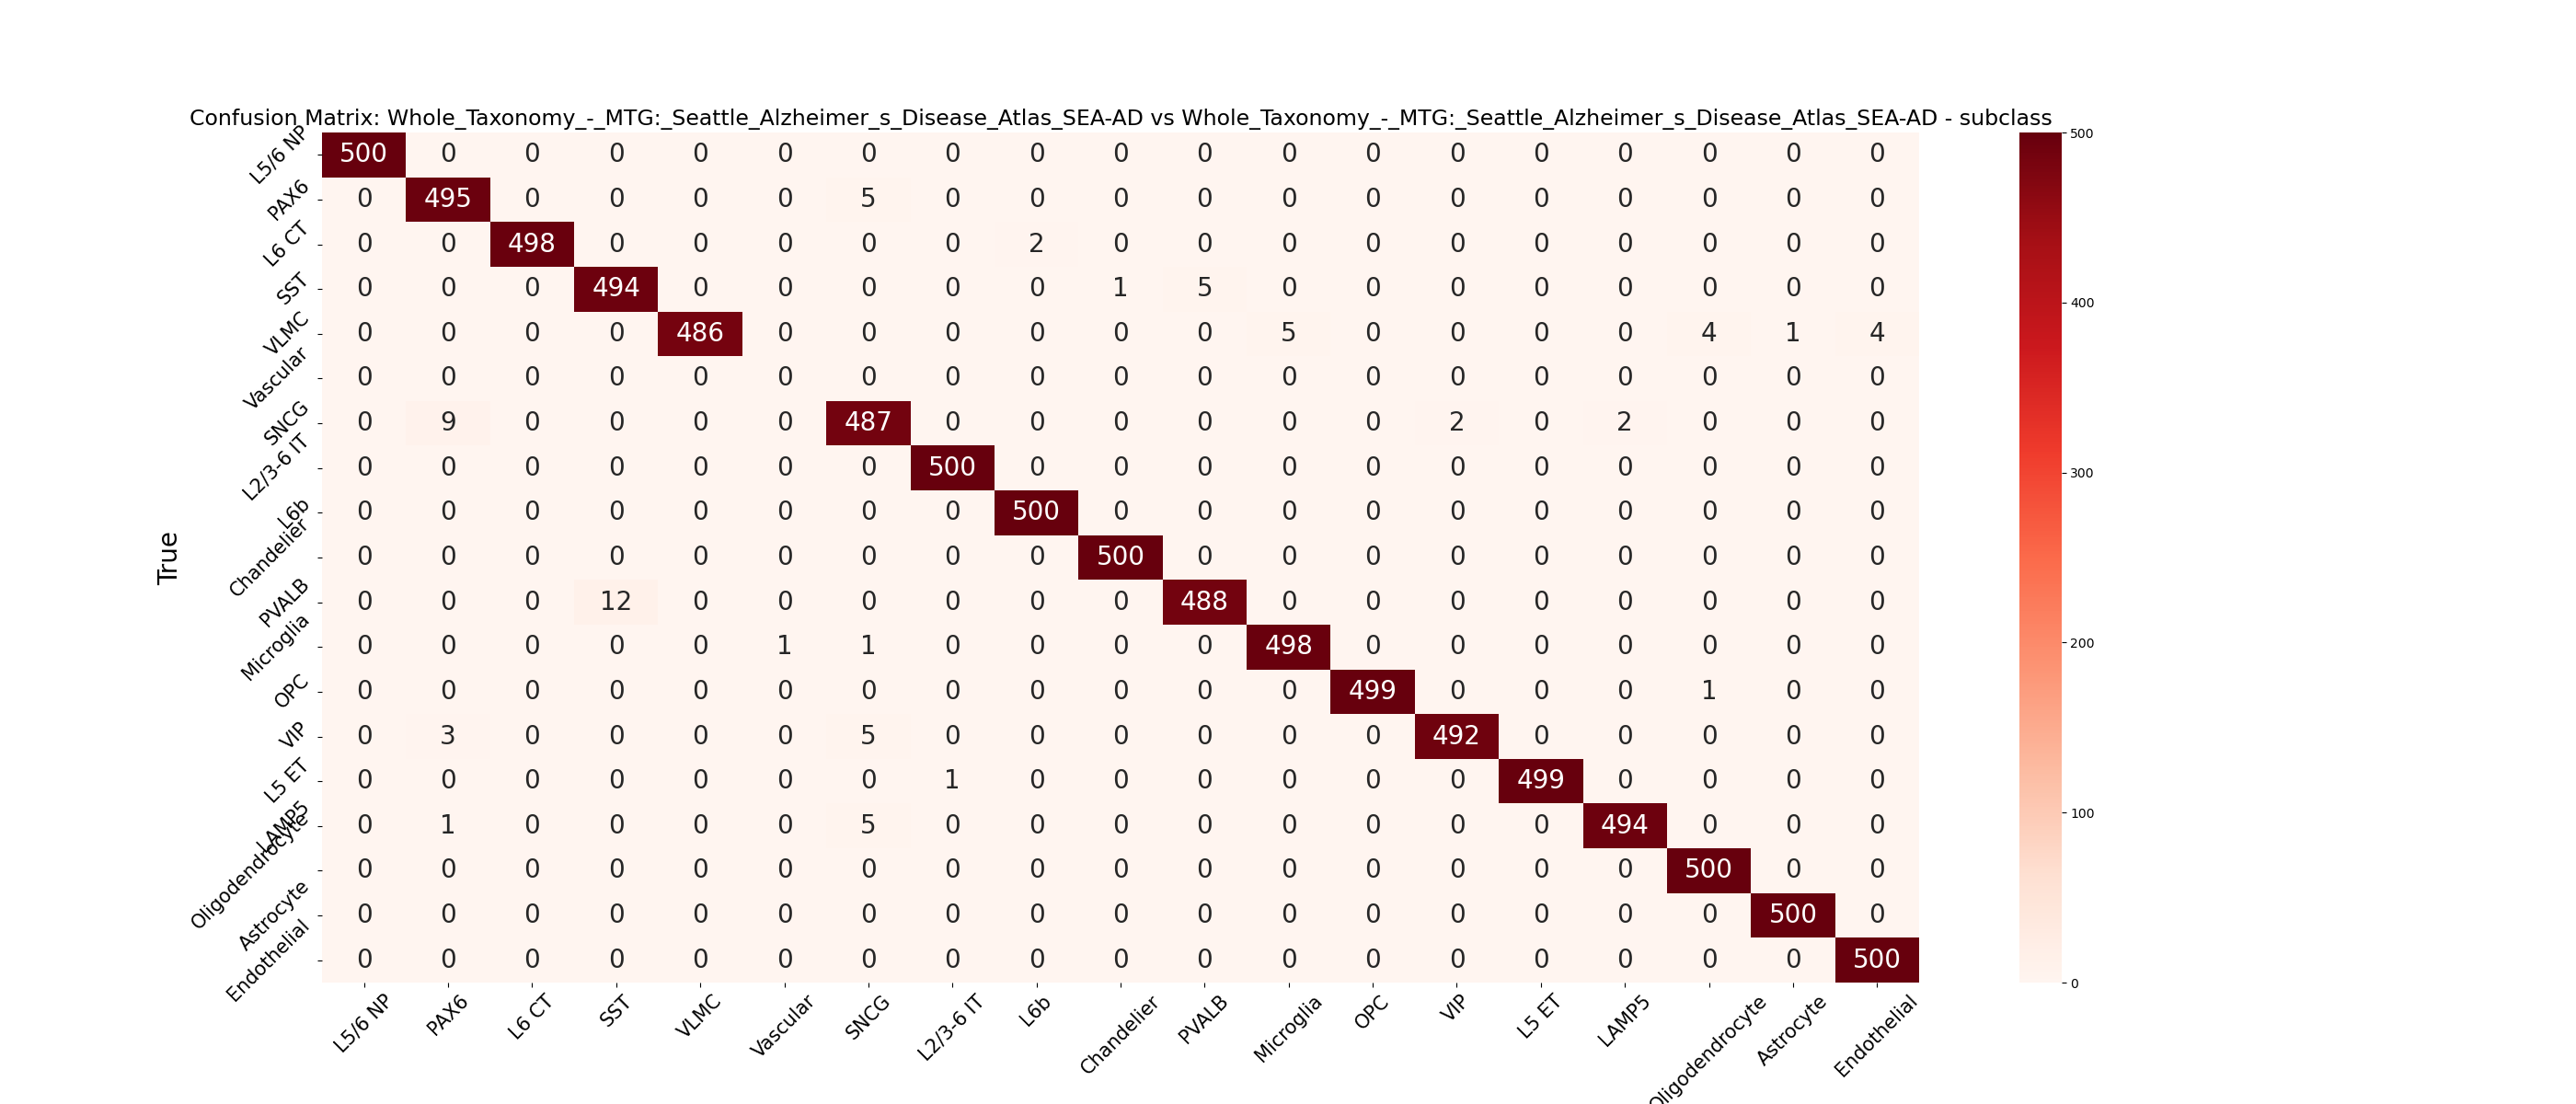 Confusion Matrix: Whole_Taxonomy_-_MTG:_Seattle_Alzheimer_s_Disease_Atlas_SEA-AD vs Whole_Taxonomy_-_MTG:_Seattle_Alzheimer_s_Disease_Atlas_SEA-AD - subclass
True
L5/6 NP 500 0 0 0 0 0 0 0 0 0 0 0 0 0 0 0 0 0 0
PAX6 0 495 0 0 0 0 5 0 0 0 0 0 0 0 0 0 0 0 0
L6 CT 0 0 498 0 0 0 0 0 2 0 0 0 0 0 0 0 0 0 0
SST 0 0 0 494 0 0 0 0 0 1 5 0 0 0 0 0 0 0 0
VLMC 0 0 0 0 486 0 0 0 0 0 0 5 0 0 0 0 4 1 4
Vascular 0 0 0 0 0 0 0 0 0 0 0 0 0 0 0 0 0 0 0
SNCG 0 9 0 0 0 0 487 0 0 0 0 0 0 2 0 2 0 0 0
L2/3-6 IT 0 0 0 0 0 0 0 500 0 0 0 0 0 0 0 0 0 0 0
L6b 0 0 0 0 0 0 0 0 500 0 0 0 0 0 0 0 0 0 0
Chandelier 0 0 0 0 0 0 0 0 0 500 0 0 0 0 0 0 0 0 0
PVALB 0 0 0 12 0 0 0 0 0 0 488 0 0 0 0 0 0 0 0
Microglia 0 0 0 0 0 1 1 0 0 0 0 498 0 0 0 0 0 0 0
OPC 0 0 0 0 0 0 0 0 0 0 0 0 499 0 0 0 1 0 0
VIP 0 3 0 0 0 0 5 0 0 0 0 0 0 492 0 0 0 0 0
L5 ET 0 0 0 0 0 0 0 1 0 0 0 0 0 0 499 0 0 0 0
LAMP5 0 1 0 0 0 0 5 0 0 0 0 0 0 0 0 494 0 0 0
Oligodendrocyte 0 0 0 0 0 0 0 0 0 0 0 0 0 0 0 0 500 0 0
Astrocyte 0 0 0 0 0 0 0 0 0 0 0 0 0 0 0 0 0 500 0
Endothelial 0 0 0 0 0 0 0 0 0 0 0 0 0 0 0 0 0 0 500
L5/6 NP PAX6 L6 CT SST VLMC Vascular SNCG L2/3-6 IT L6b Chandelier PVALB Microglia OPC VIP L5 ET LAMP5 Oligodendrocyte Astrocyte Endothelial
500
400
300
200
100
0